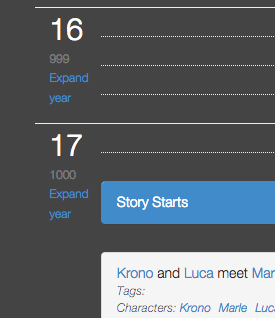 16
999
Expand
year
17
1000
Expand
year
Story Starts
Krono and Luca meet Mar
Tags:
Characters: Krono Marle Luca